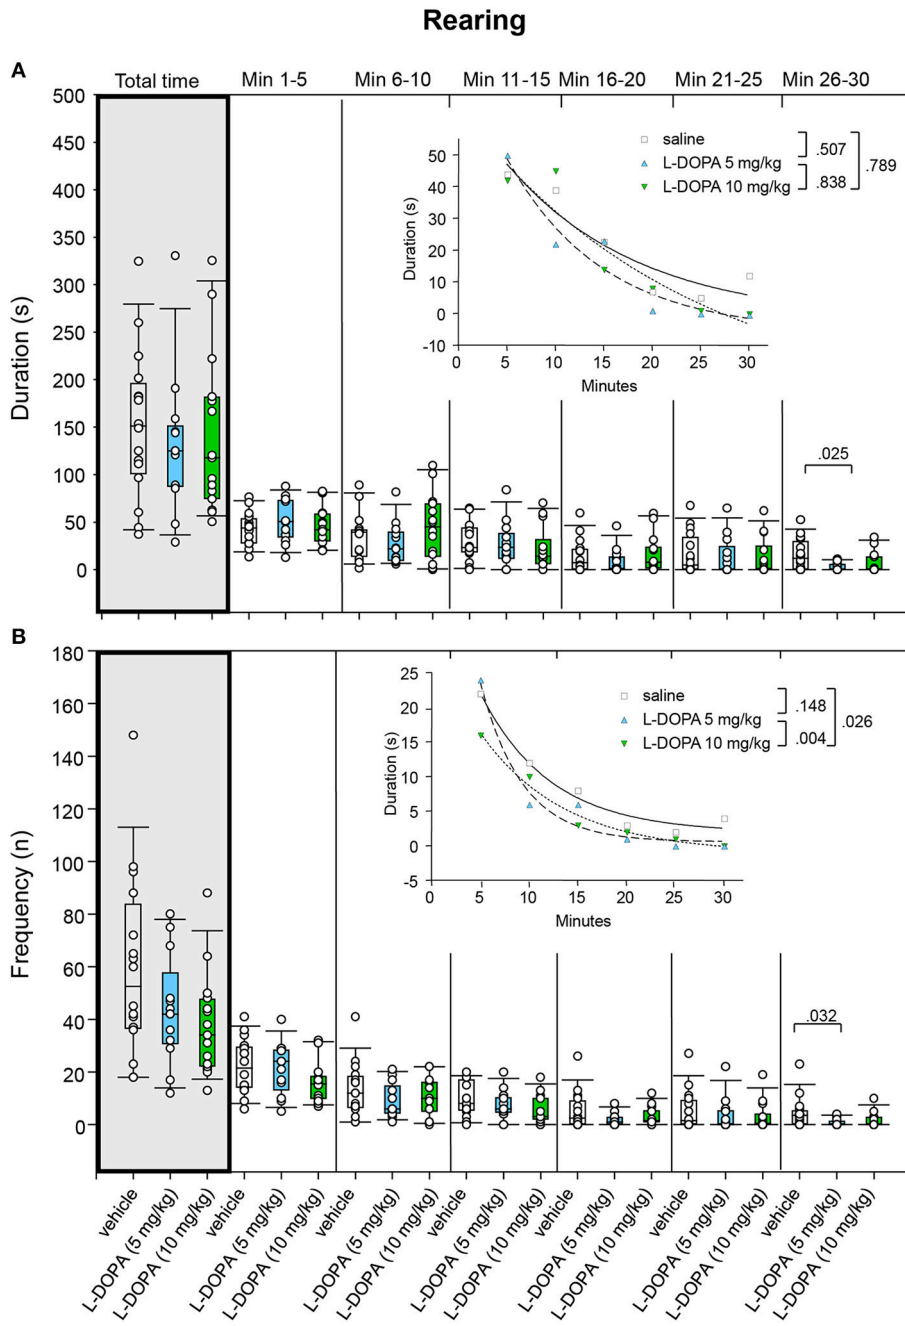 Rearing
A
Total time Min 1-5 Min 6-10 Min 11-15 Min 16-20 Min 21-25 Min 26-30
500
450
400
350
300
250
200
150
100
50
0
Duration (s)
50
40
30
20
10
0
-10
Duration (s)
0 5 10 15 20 25 30
Minutes
saline
L-DOPA 5 mg/kg
L-DOPA 10 mg/kg
.507
.838
.789
.025
B
180
160
140
120
100
80
60
40
20
0
Frequency (n)
25
20
15
10
5
0
-5
Duration (s)
0 5 10 15 20 25 30
Minutes
saline
L-DOPA 5 mg/kg
L-DOPA 10 mg/kg
.148
.004
.026
.032
vehicle
L-DOPA (5 mg/kg)
L-DOPA (10 mg/kg)
vehicle
L-DOPA (5 mg/kg)
L-DOPA (10 mg/kg)
vehicle
L-DOPA (5 mg/kg)
L-DOPA (10 mg/kg)
vehicle
L-DOPA (5 mg/kg)
L-DOPA (10 mg/kg)
vehicle
L-DOPA (5 mg/kg)
L-DOPA (10 mg/kg)
vehicle
L-DOPA (5 mg/kg)
L-DOPA (10 mg/kg)
vehicle
L-DOPA (5 mg/kg)
L-DOPA (10 mg/kg)